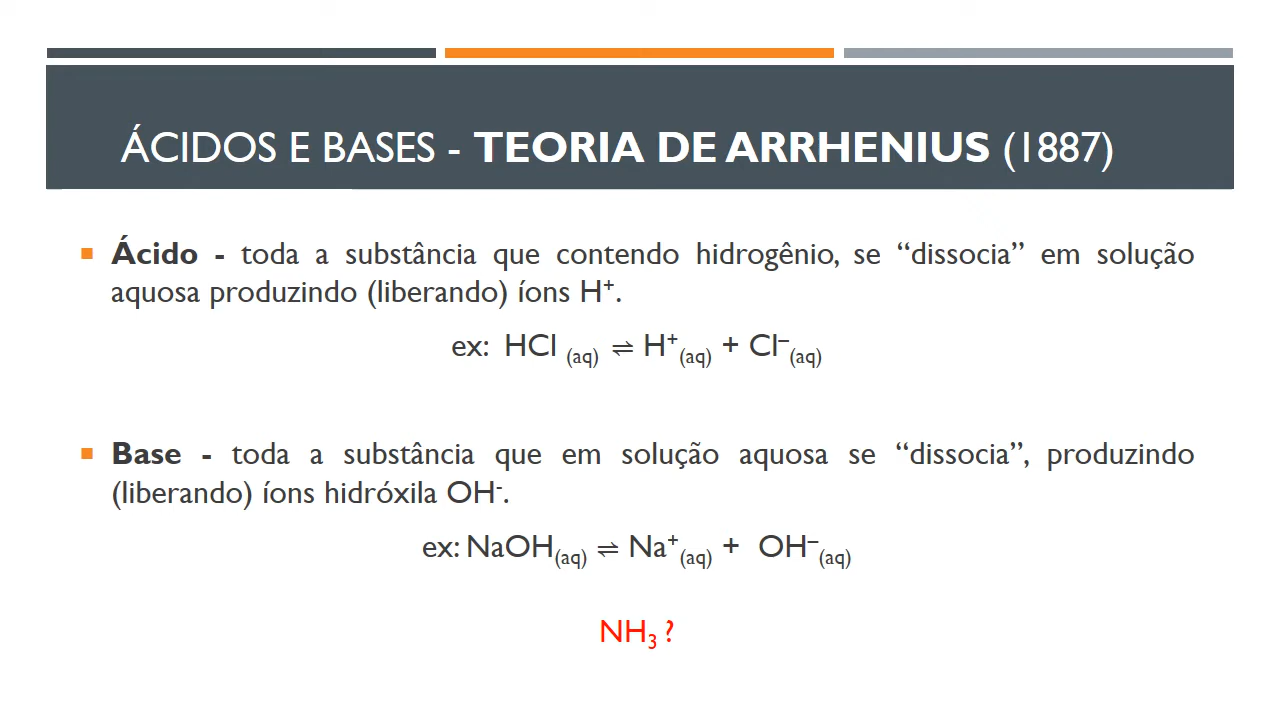 ÁCIDOS E BASES - TEORIA DE ARRHENIUS (1887)
Ácido - toda a substância que contendo hidrogênio, se “dissocia” em solução
aquosa produzindo (liberando) íons H⁺.
ex: HCl (aq) ⇌ H⁺(aq) + Cl⁻(aq)
Base - toda a substância que em solução aquosa se “dissocia”, produzindo
(liberando) íons hidróxila OH⁻.
ex: NaOH(aq) ⇌ Na⁺(aq) + OH⁻(aq)
NH₃ ?